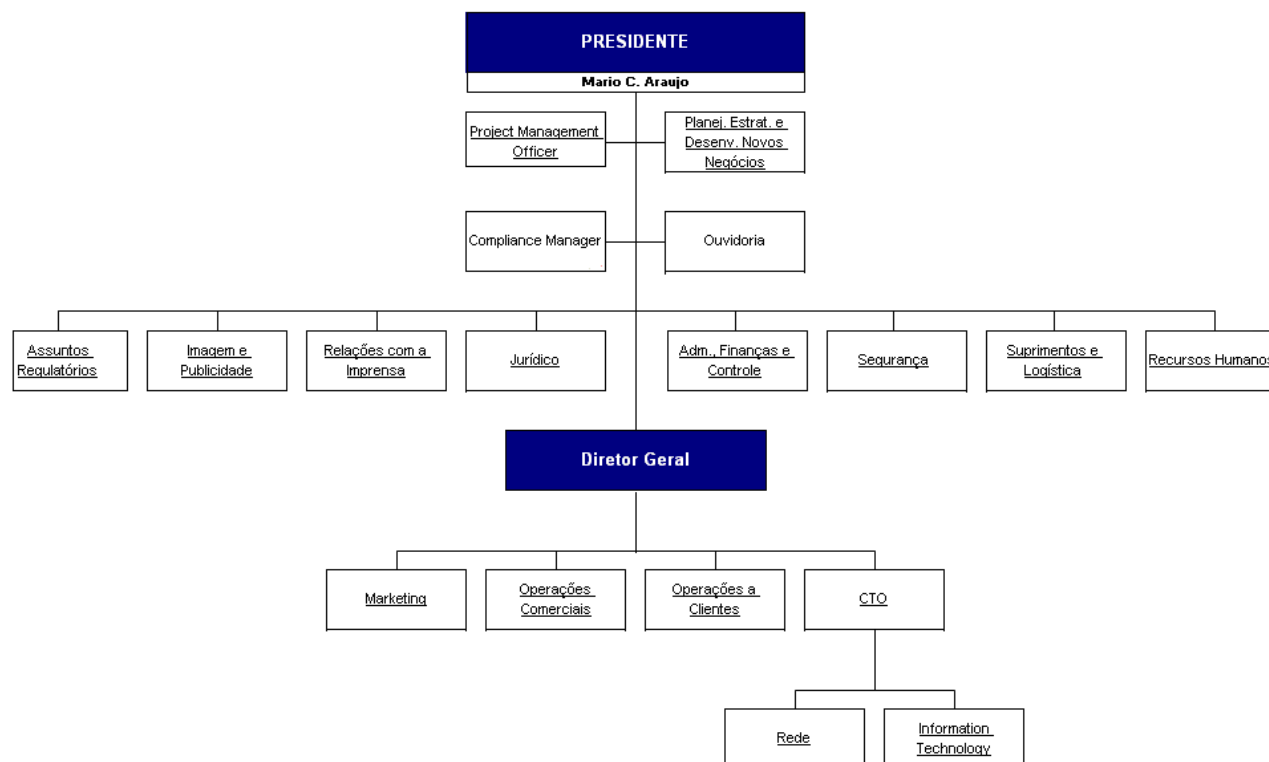 PRESIDENTE
Mario C. Araujo
Project Management
Officer
Planej. Estrat. e
Desenv. Novos
Negócios
Compliance Manager
Ouvidoria
Assuntos
Regulatórios
Imagem e
Publicidade
Relações com a
Imprensa
Jurídico
Adm., Finanças e
Controle
Segurança
Suprimentos e
Logística
Recursos Humanos
Diretor Geral
Marketing
Operações
Comerciais
Operações a
Clientes
CTO
Rede
Information
Technology